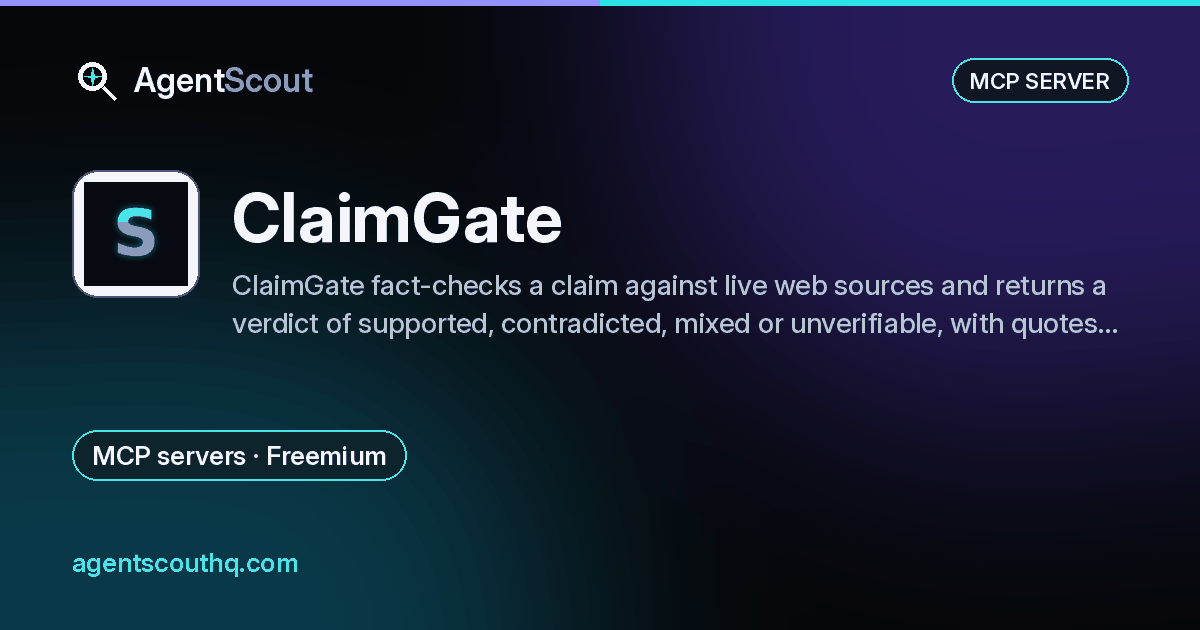 AgentScout
MCP SERVER
S
ClaimGate
ClaimGate fact-checks a claim against live web sources and returns a
verdict of supported, contradicted, mixed or unverifiable, with quotes...
MCP servers · Freemium
agentscouthq.com